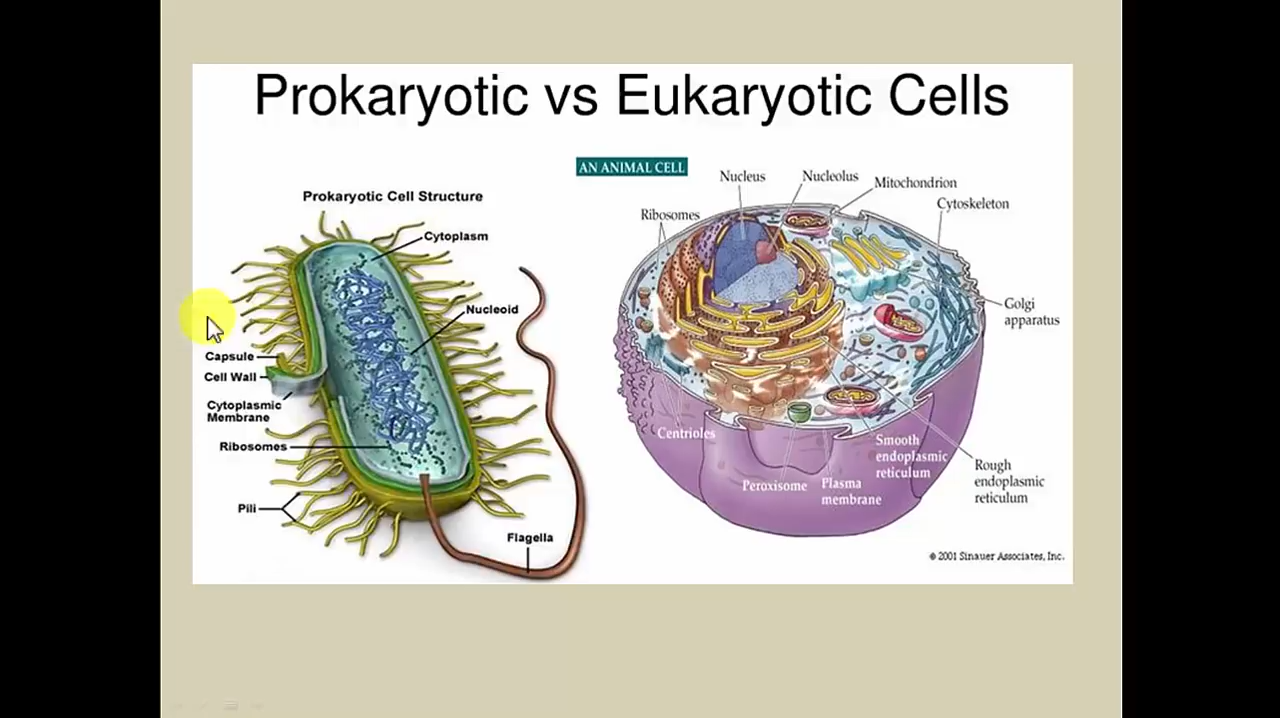 Prokaryotic vs Eukaryotic Cells
Prokaryotic Cell Structure
Cytoplasm
Nucleoid
Capsule
Cell Wall
Cytoplasmic
Membrane
Ribosomes
Pili
Flagella
AN ANIMAL CELL
Nucleus
Nucleolus
Mitochondrion
Cytoskeleton
Ribosomes
Golgi
apparatus
Centrioles
Peroxisome
Plasma
membrane
Smooth
endoplasmic
reticulum
Rough
endoplasmic
reticulum
© 2001 Sinauer Associates, Inc.